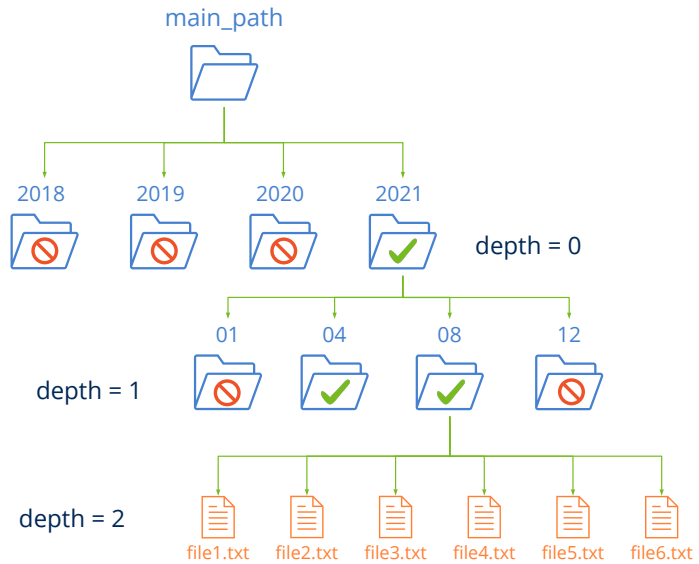 main_path
2018 2019 2020 2021
depth = 0
01 04 08 12
depth = 1
depth = 2
file1.txt file2.txt file3.txt file4.txt file5.txt file6.txt